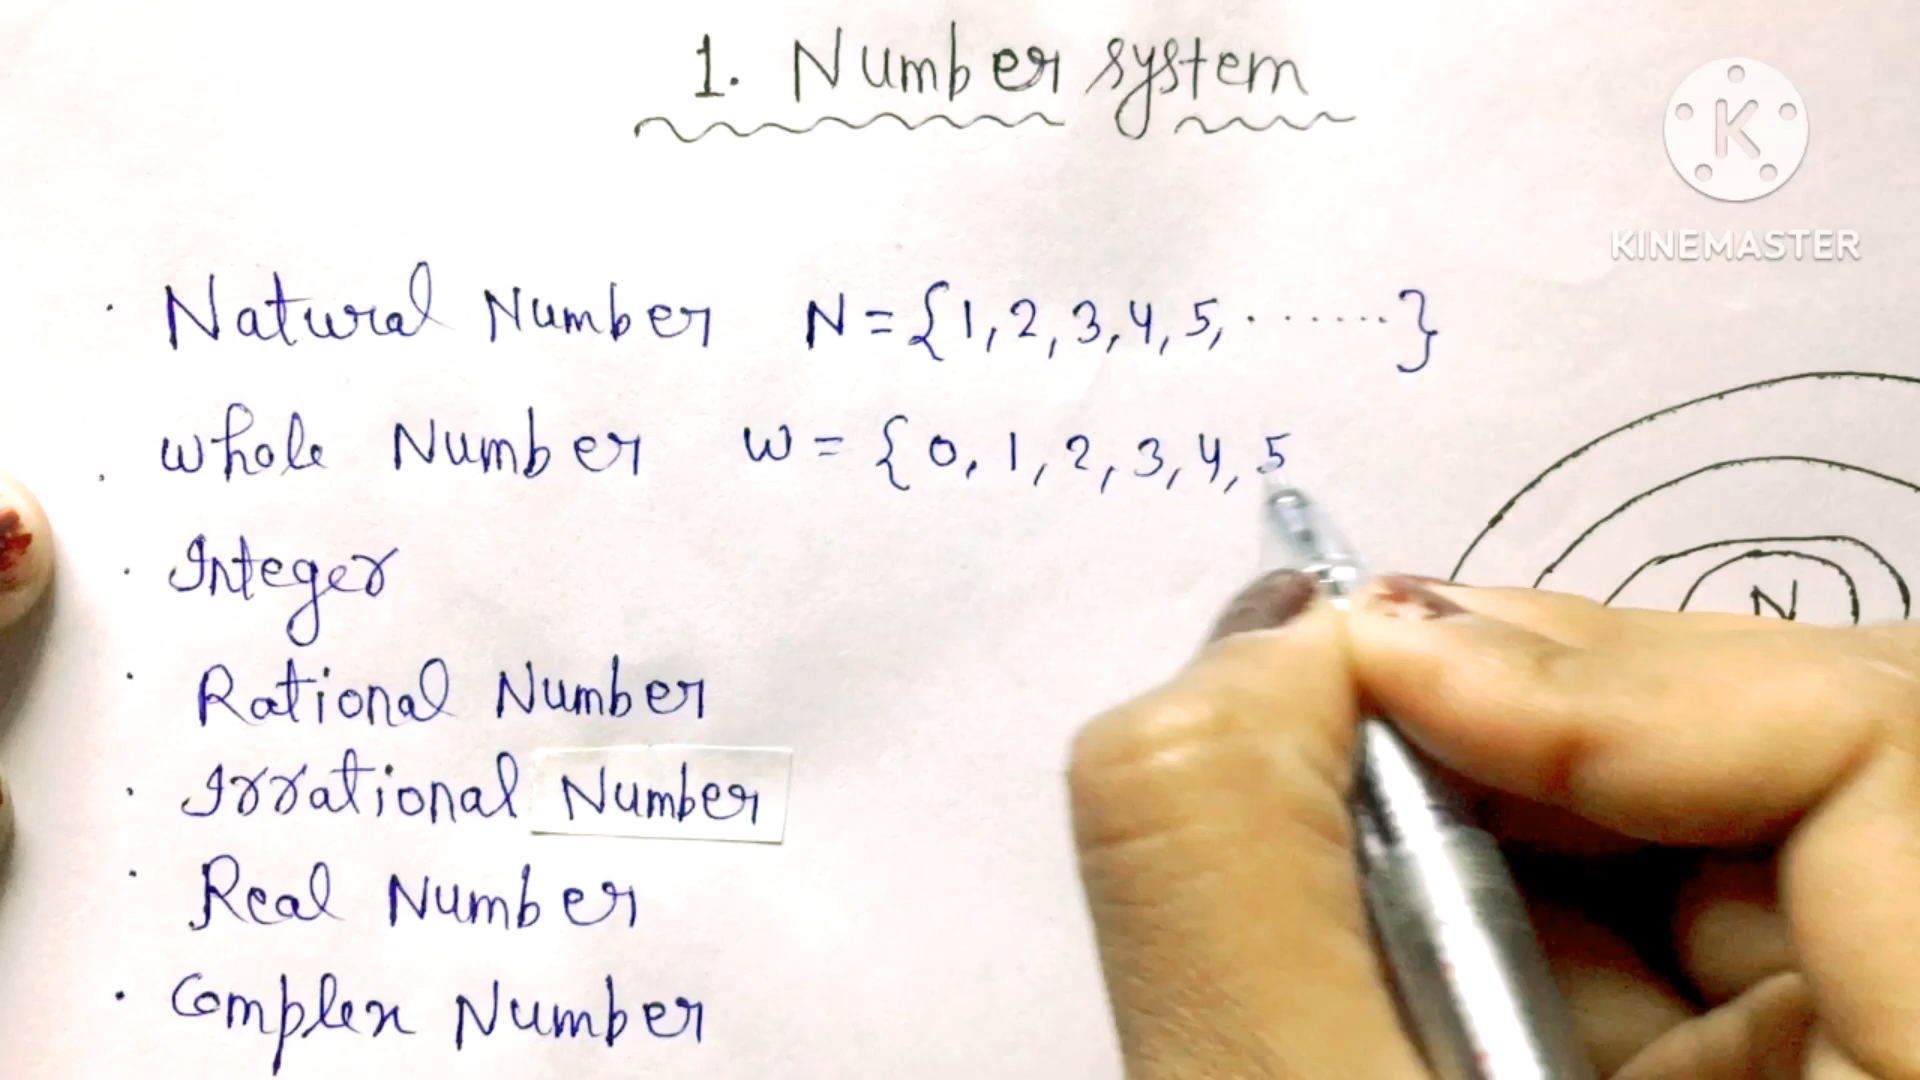 1. Number system
K
KINEMASTER
· Natural Number N = {1, 2, 3, 4, 5, ·······}
· whole Number W = {0, 1, 2, 3, 4, 5
· Integer
N
· Rational Number
· Irrational Number
· Real Number
· Complex Number